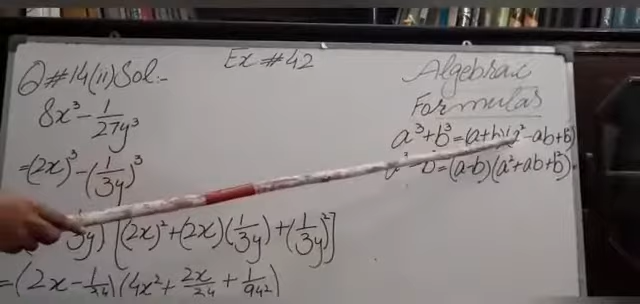 Ex #42
Q#14(ii) Sol:-
8x³ - 1/27y³
= (2x)³ - (1/3y)³
3y) [(2x)² + (2x)(1/3y) + (1/3y)²]
= (2x - 1/3y)(4x² + 2x/3y + 1/9y²)
Algebraic
Formulas
a³+b³=(a+b)(a²-ab+b²)
=(a-b)(a²+ab+b²)